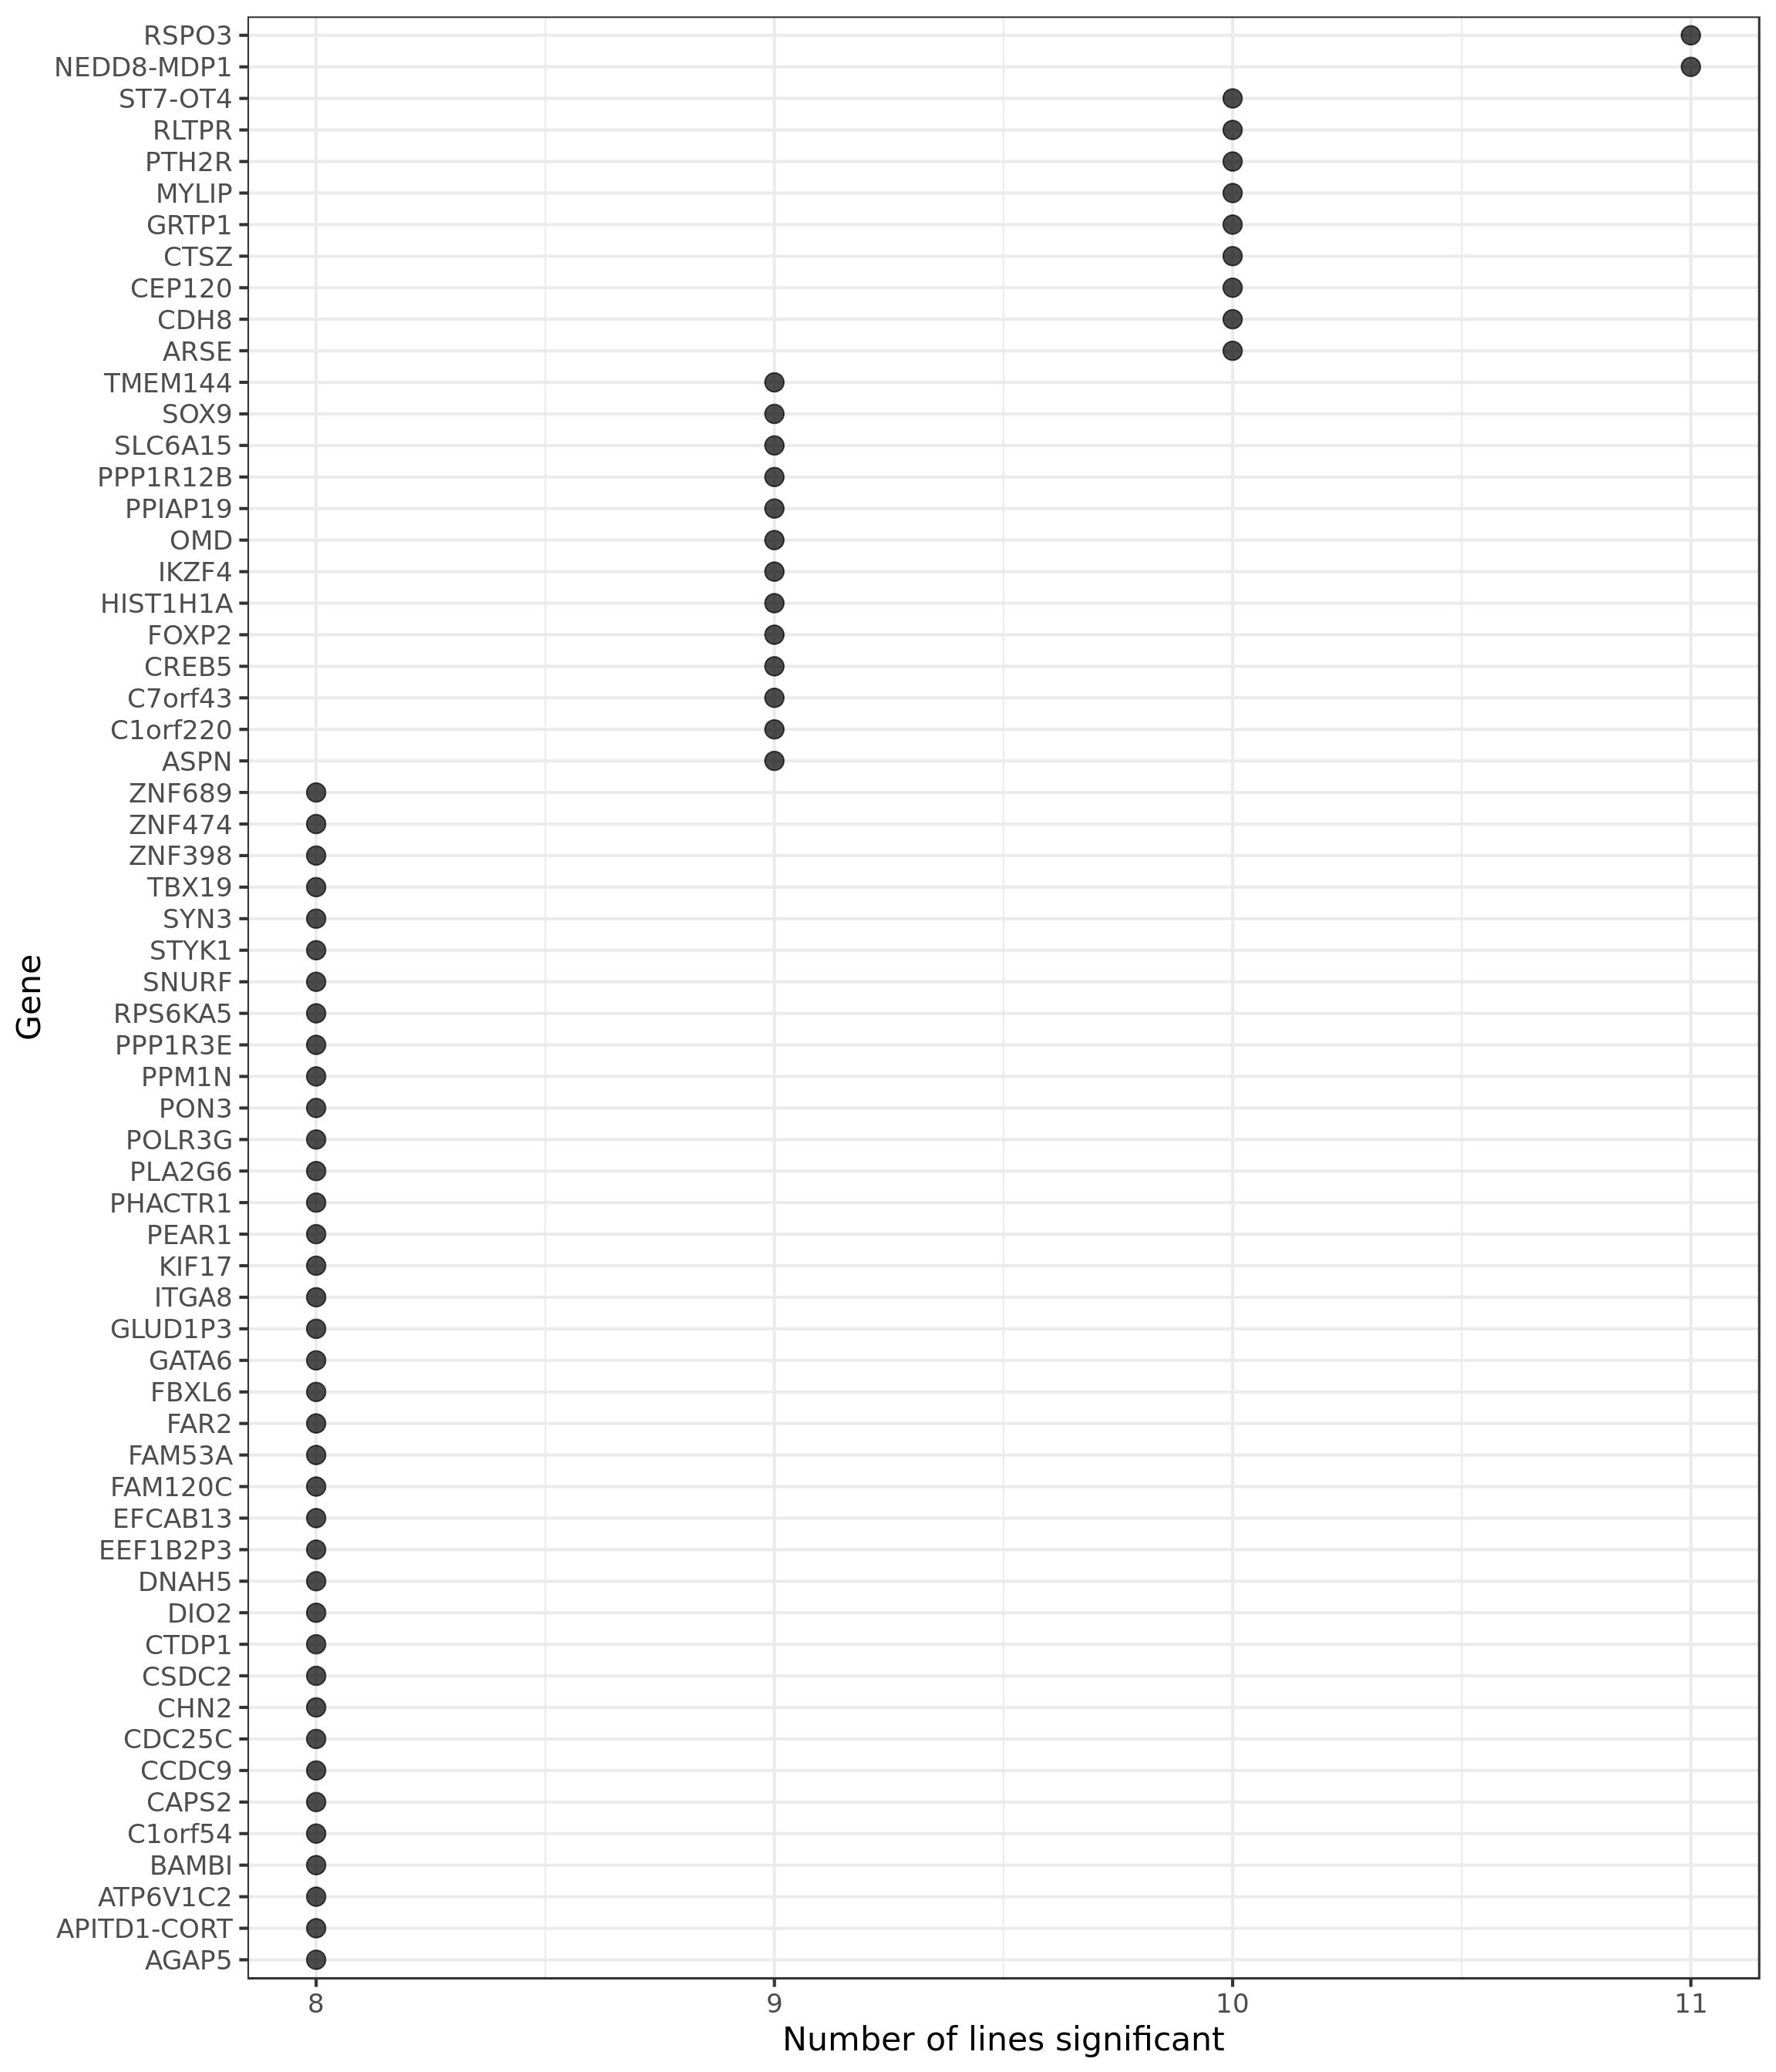 RSPO3
NEDD8-MDP1
ST7-OT4
RLTPR
PTH2R
MYLIP
GRTP1
CTSZ
CEP120
CDH8
ARSE
TMEM144
SOX9
SLC6A15
PPP1R12B
PPIAP19
OMD
IKZF4
HIST1H1A
FOXP2
CREB5
C7orf43
C1orf220
ASPN
ZNF689
ZNF474
ZNF398
TBX19
SYN3
STYK1
SNURF
RPS6KA5
PPP1R3E
PPM1N
PON3
POLR3G
PLA2G6
PHACTR1
PEAR1
KIF17
ITGA8
GLUD1P3
GATA6
FBXL6
FAR2
FAM53A
FAM120C
EFCAB13
EEF1B2P3
DNAH5
DIO2
CTDP1
CSDC2
CHN2
CDC25C
CCDC9
CAPS2
C1orf54
BAMBI
ATP6V1C2
APITD1-CORT
AGAP5
Gene
8 9 10 11
Number of lines significant